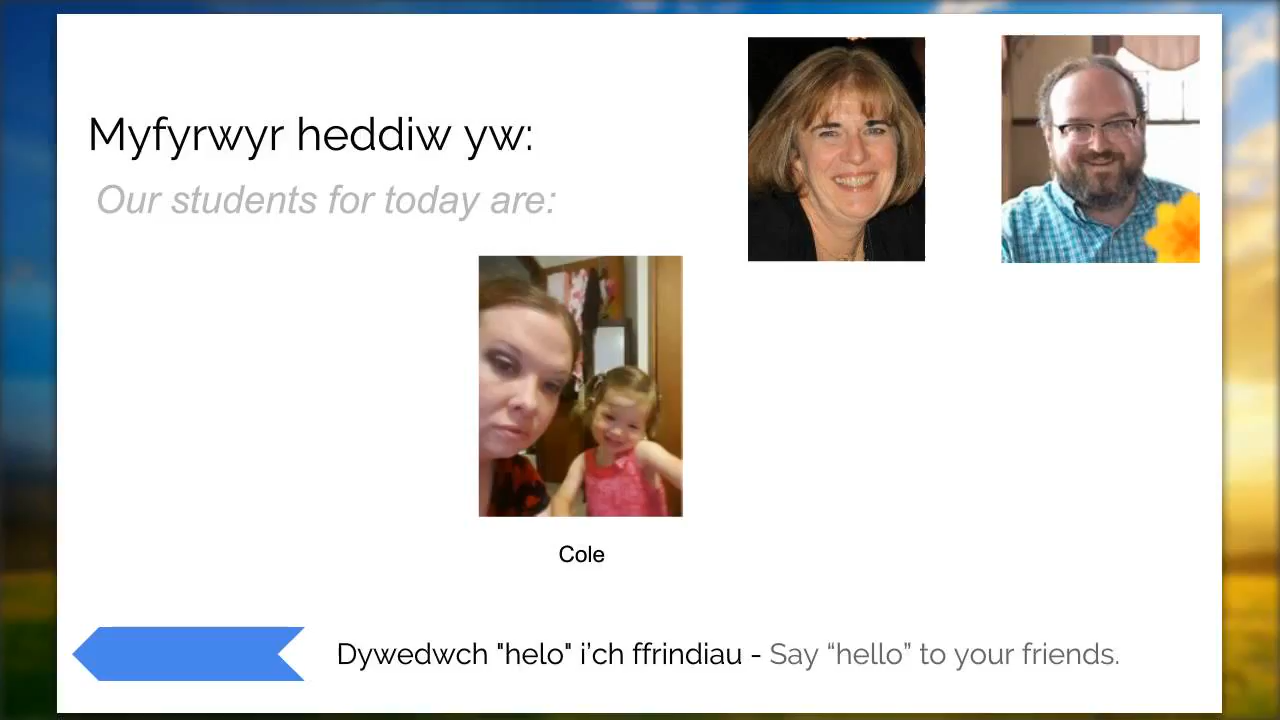 Myfyrwyr heddiw yw:
Our students for today are:
Cole
Dywedwch "helo" i’ch ffrindiau - Say “hello” to your friends.